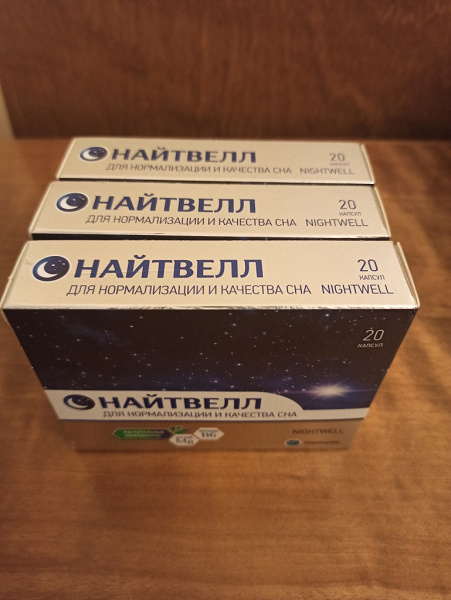 НАЙТВЕЛЛ
20
ДЛЯ НОРМАЛИЗАЦИИ И КАЧЕСТВА СНА NIGHTWELL
НАЙТВЕЛЛ
20
КАПСУЛ
ДЛЯ НОРМАЛИЗАЦИИ И КАЧЕСТВА СНА NIGHTWELL
НАЙТВЕЛЛ
20
КАПСУЛ
ДЛЯ НОРМАЛИЗАЦИИ И КАЧЕСТВА СНА NIGHTWELL
20
КАПСУЛ
НАЙТВЕЛЛ
ДЛЯ НОРМАЛИЗАЦИИ И КАЧЕСТВА СНА
NIGHTWELL
Mg
B6